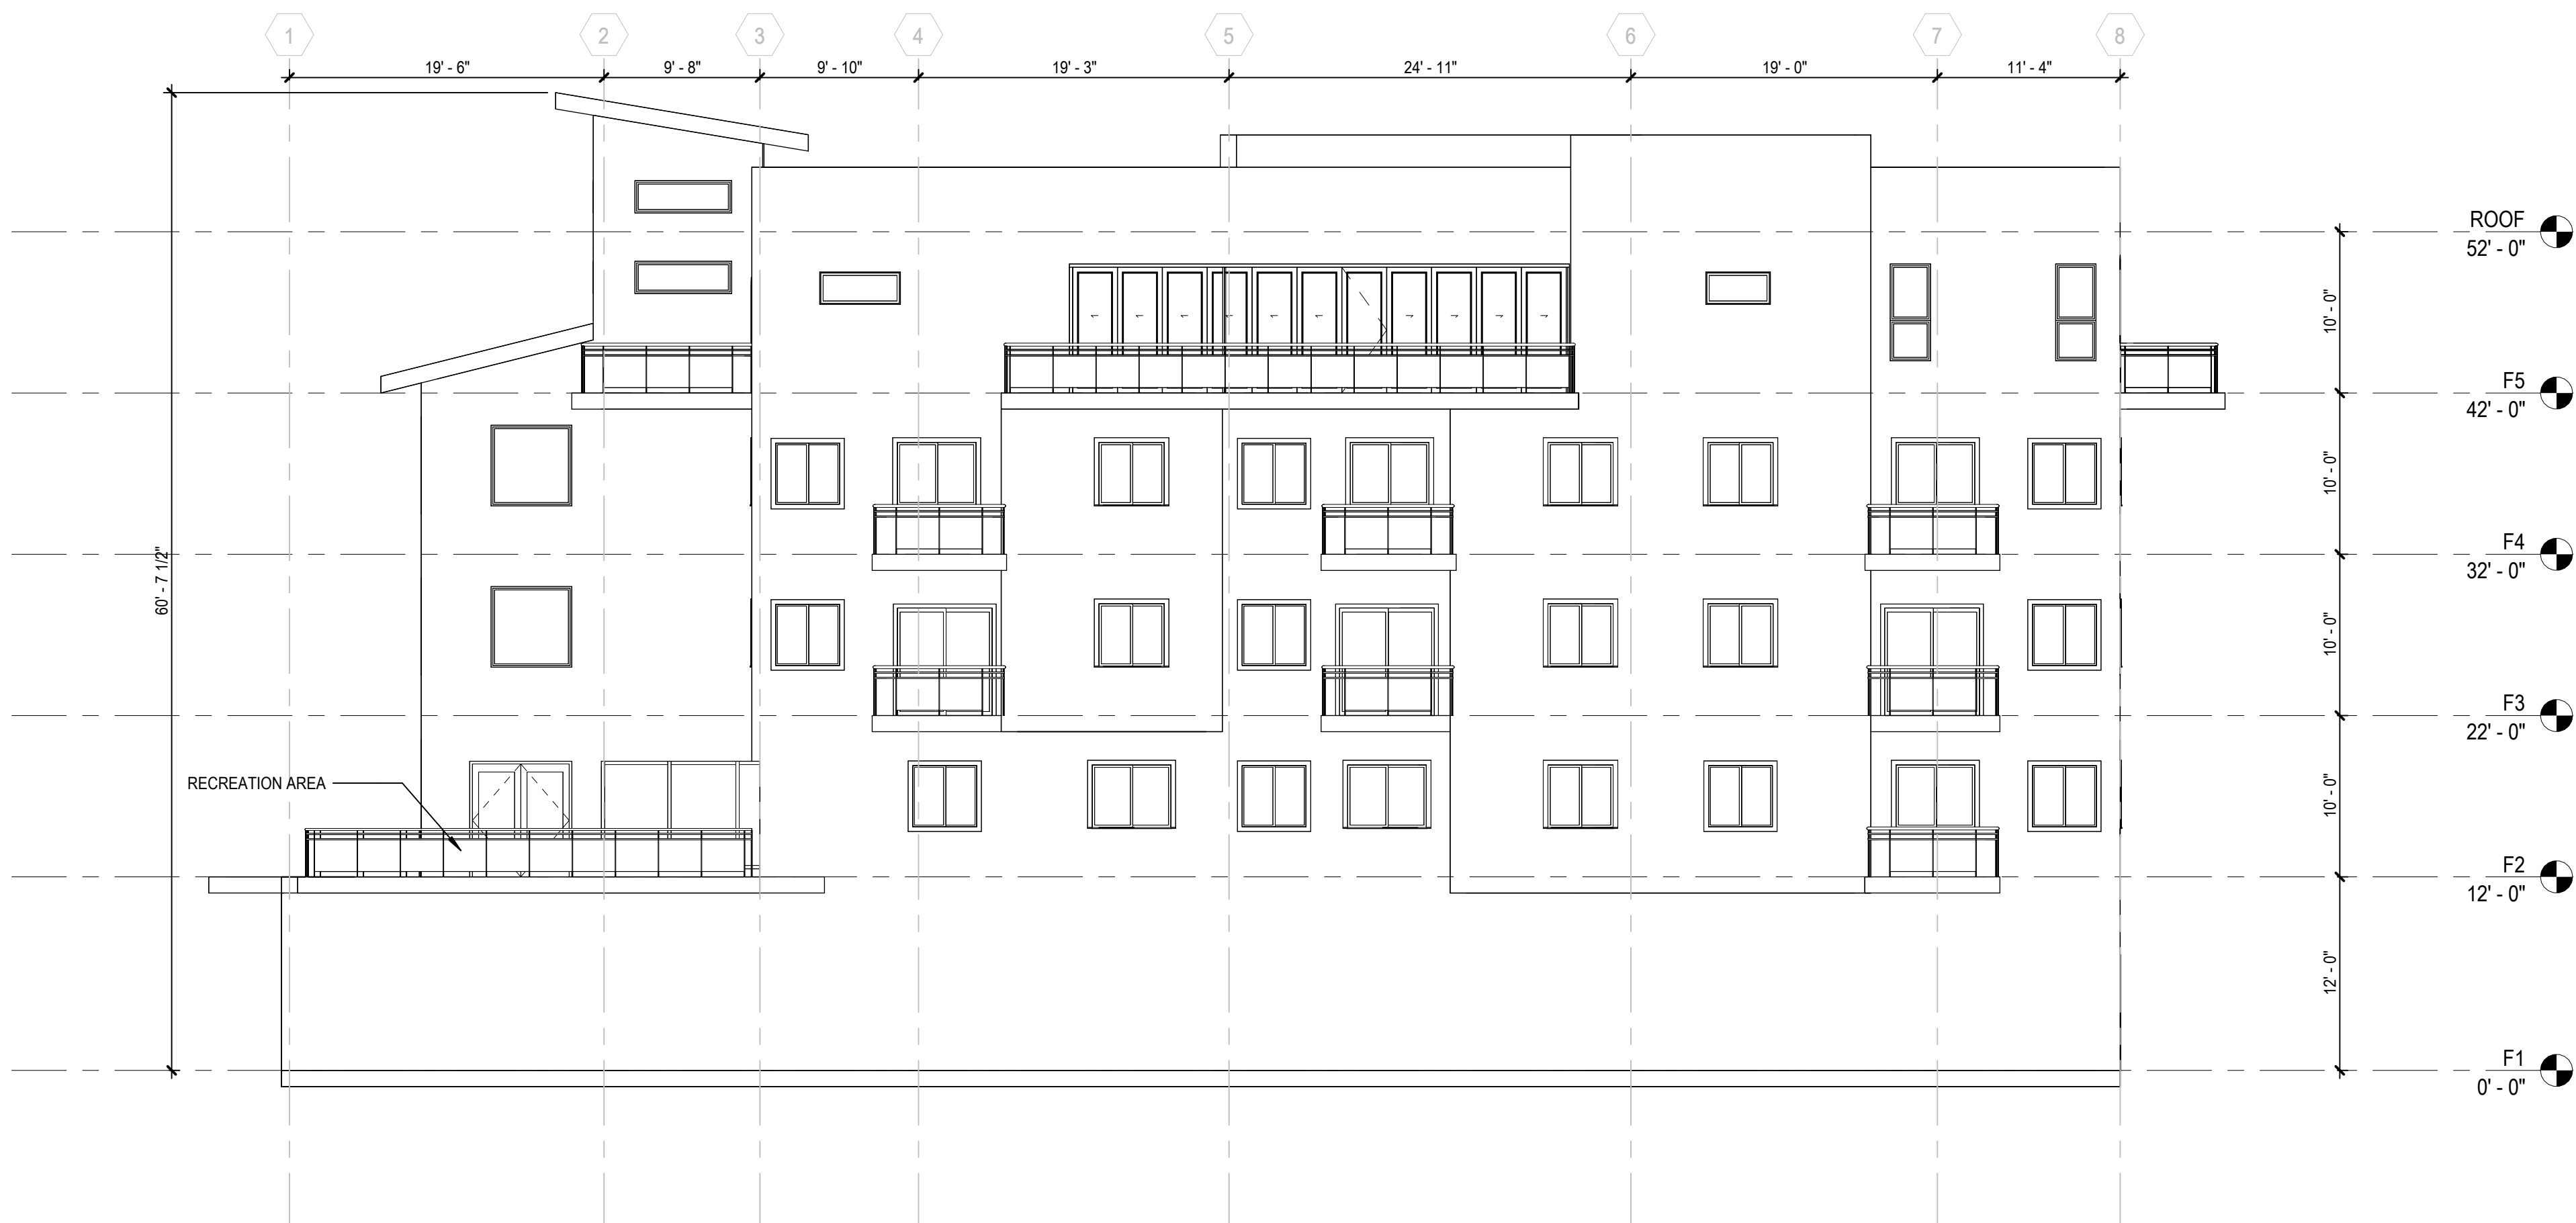 1
2
3
4
5
6
7
8
19' - 6"
9' - 8"
9' - 10"
19' - 3"
24' - 11"
19' - 0"
11' - 4"
ROOF
52' - 0"
10' - 0"
F5
42' - 0"
10' - 0"
F4
32' - 0"
60' - 7 1/2"
10' - 0"
F3
22' - 0"
RECREATION AREA
10' - 0"
F2
12' - 0"
12' - 0"
F1
0' - 0"